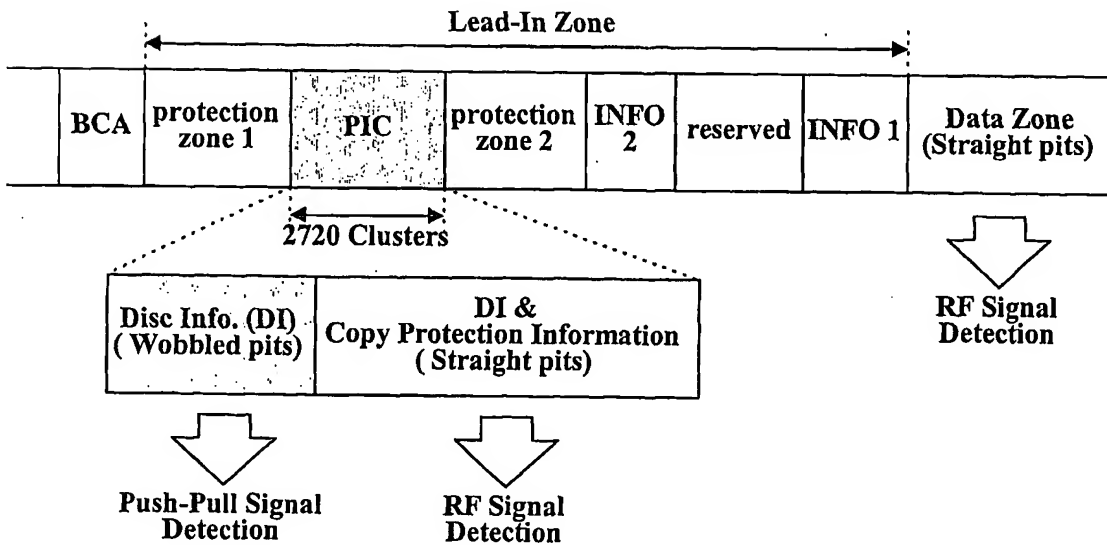 Lead-In Zone
BCA
protection
zone 1
PIC
protection
zone 2
INFO
2
reserved
INFO 1
Data Zone
(Straight pits)
2720 Clusters
Disc Info. (DI)
( Wobbled pits)
DI &
Copy Protection Information
( Straight pits)
RF Signal
Detection
Push-Pull Signal
Detection
RF Signal
Detection